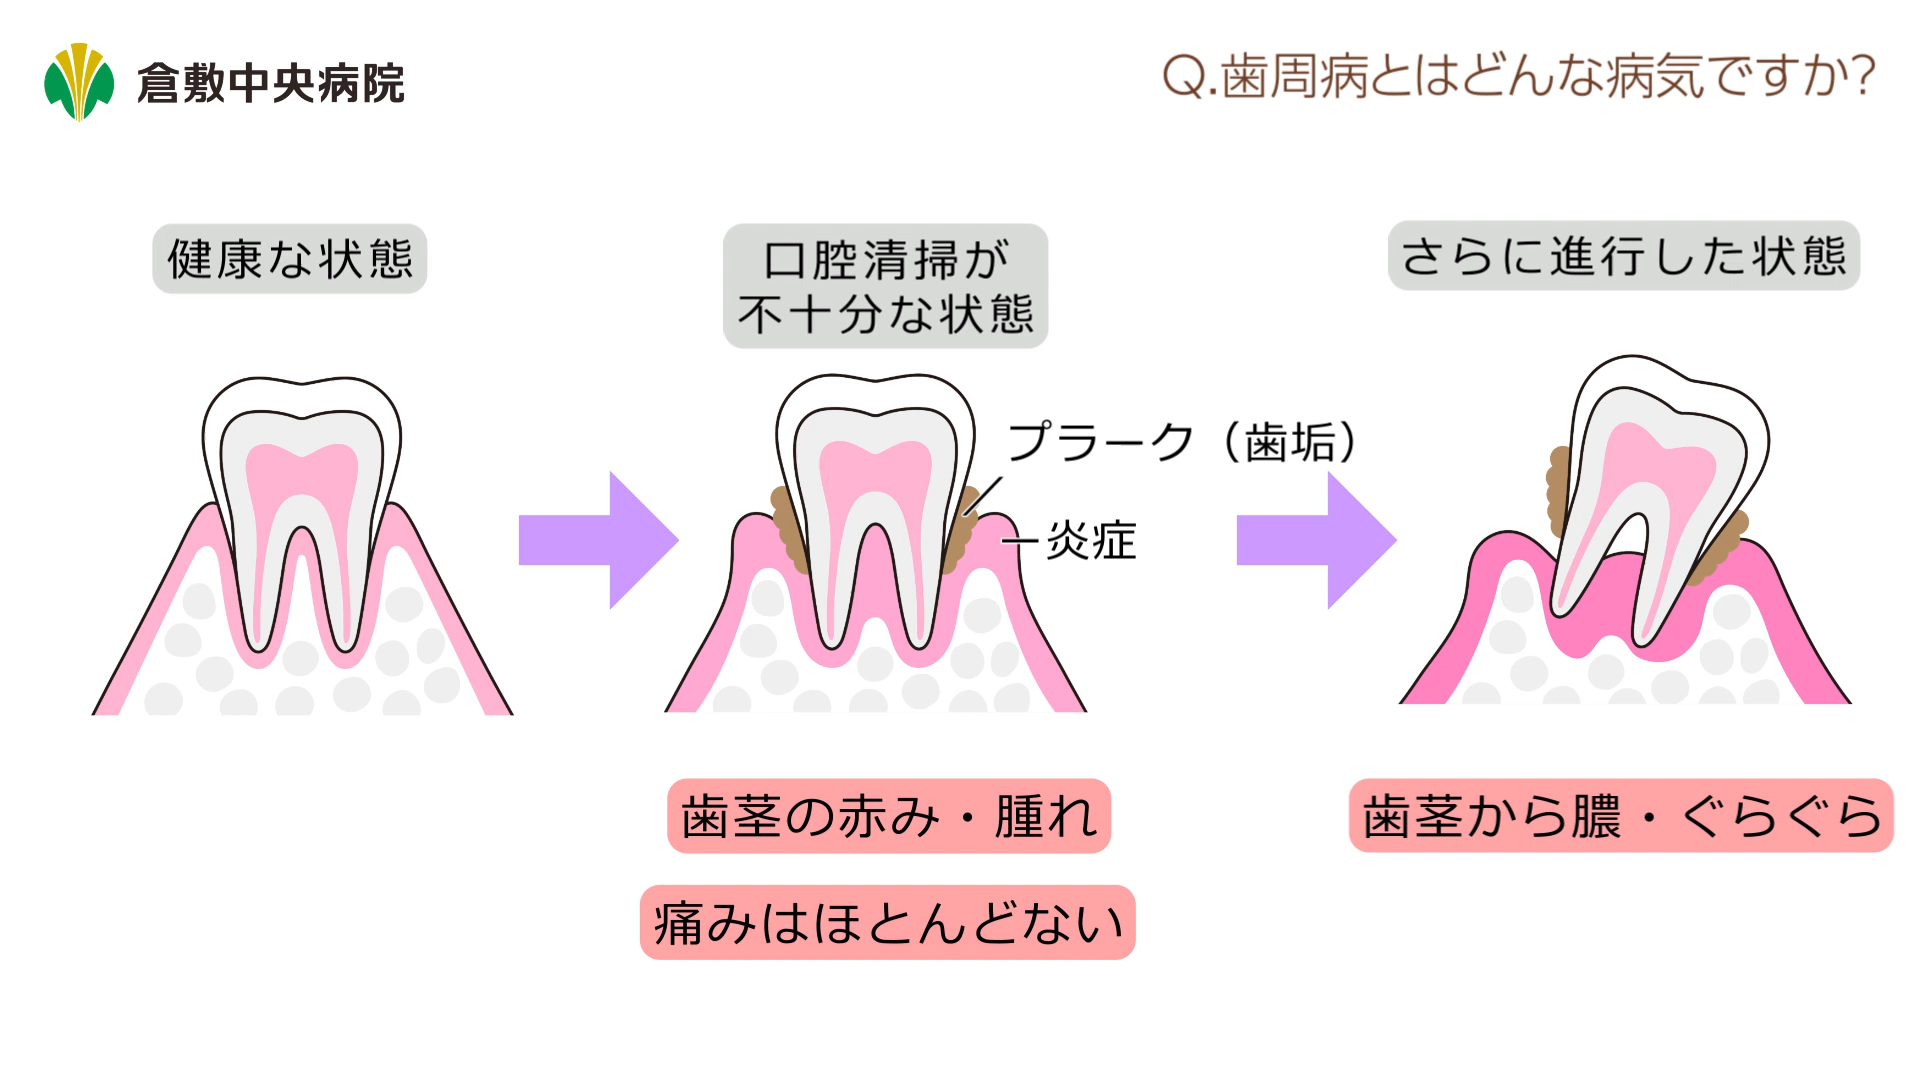 倉敷中央病院
Q.歯周病とはどんな病気ですか?
健康な状態
口腔清掃が
不十分な状態
さらに進行した状態
プラーク（歯垢）
炎症
歯茎の赤み・腫れ
痛みはほとんどない
歯茎から膿・ぐらぐら